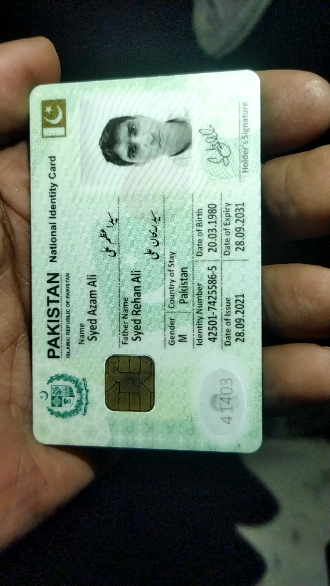 PAKISTAN National Identity Card
ISLAMIC REPUBLIC OF PAKISTAN
Name
Syed Azam Ali
سید اعظم علی
Father Name
Syed Rehan Ali
سید ریحان علی
Gender Country of Stay
M Pakistan
Identity Number Date of Birth
42501-7425586-5 20.03.1980
Date of Issue Date of Expiry
28.09.2021 28.09.2031
Holder's Signature
41403